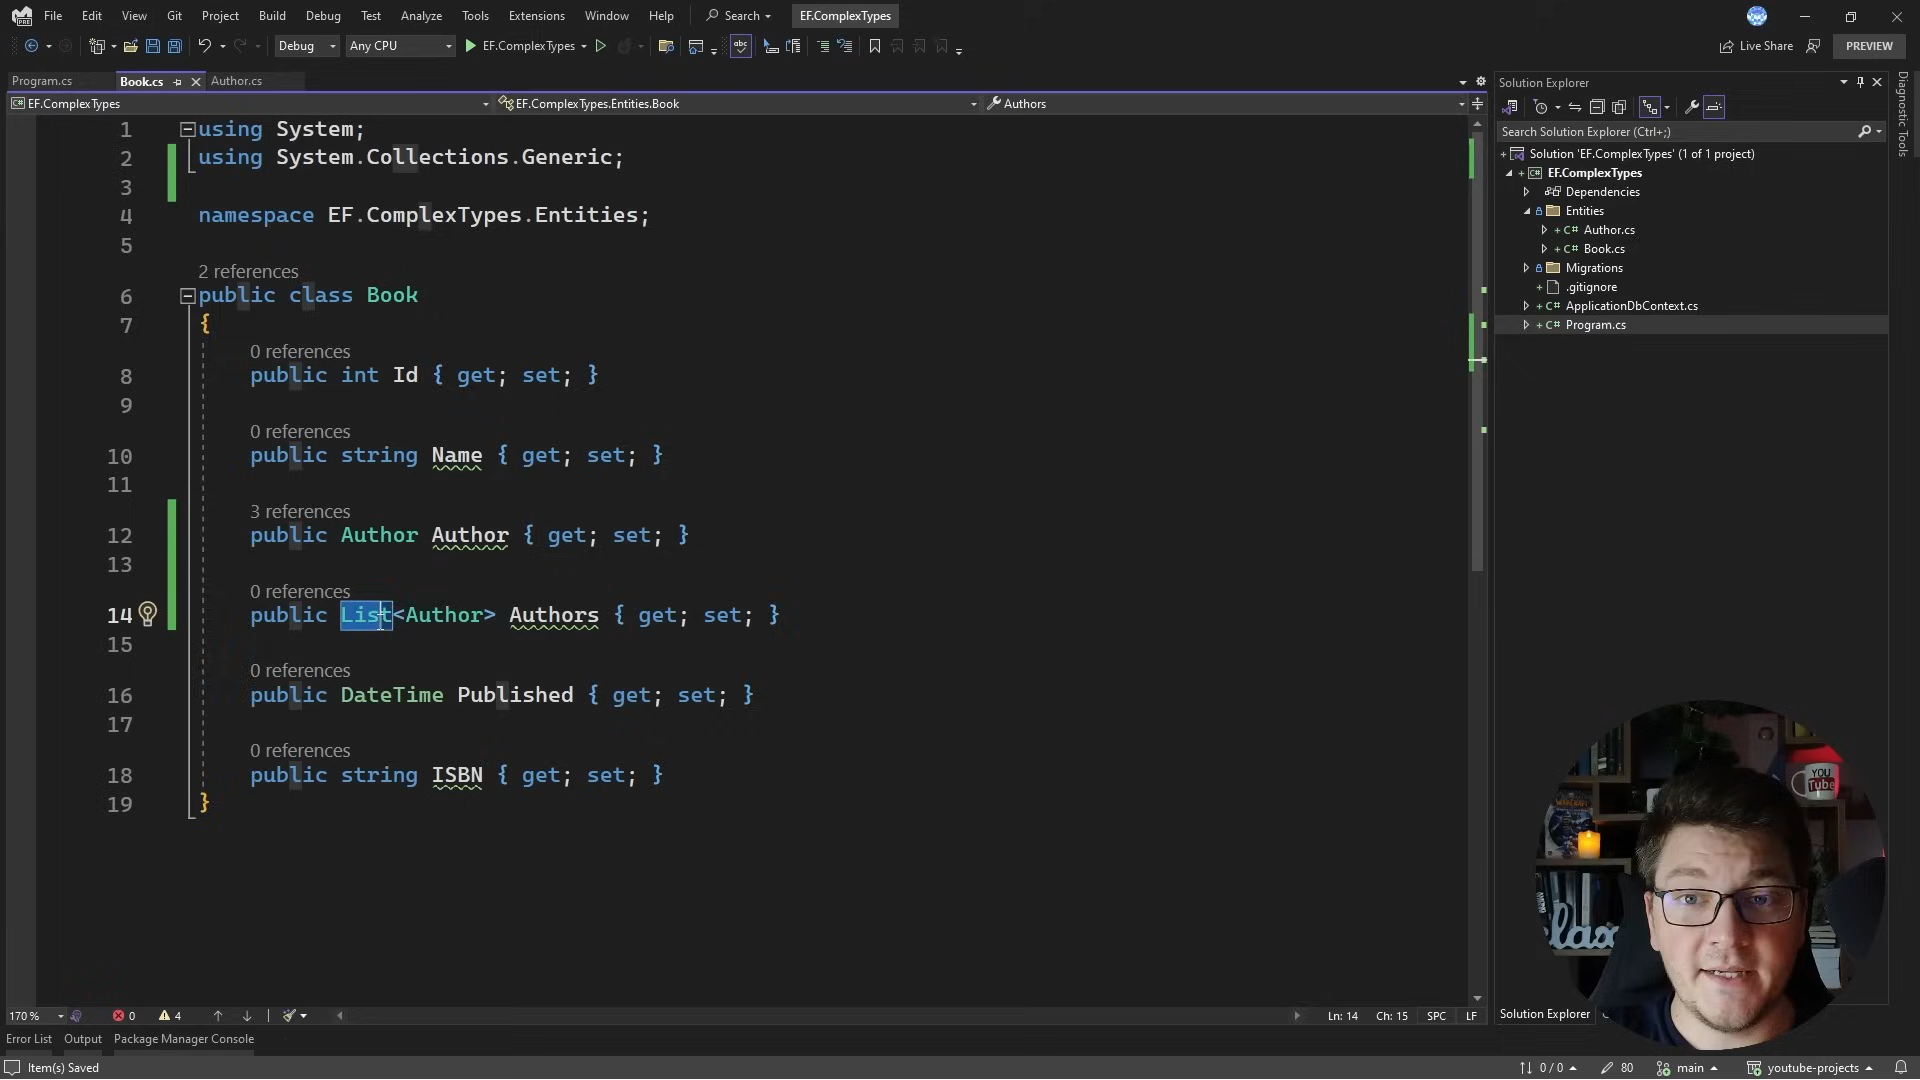 File Edit View Git Project Build Debug Test Analyze Tools Extensions Window Help Search EF.ComplexTypes
Debug Any CPU EF.ComplexTypes Live Share PREVIEW
Program.cs Book.cs Author.cs
EF.ComplexTypes EF.ComplexTypes.Entities.Book Authors
1 using System;
2 using System.Collections.Generic;
3
4 namespace EF.ComplexTypes.Entities;
5
2 references
6 public class Book
7 {
0 references
8 public int Id { get; set; }
9
0 references
10 public string Name { get; set; }
11
3 references
12 public Author Author { get; set; }
13
0 references
14 public List<Author> Authors { get; set; }
15
0 references
16 public DateTime Published { get; set; }
17
0 references
18 public string ISBN { get; set; }
19 }
170 % 0 4 Ln: 14 Ch: 15 SPC LF
Error List Output Package Manager Console
Item(s) Saved 0 / 0 80 main youtube-projects
Solution Explorer
Search Solution Explorer (Ctrl+;)
Solution 'EF.ComplexTypes' (1 of 1 project)
EF.ComplexTypes
Dependencies
Entities
C# Author.cs
C# Book.cs
Migrations
.gitignore
C# ApplicationDbContext.cs
C# Program.cs
Solution Explorer
Diagnostic Tools
YOU
Tube